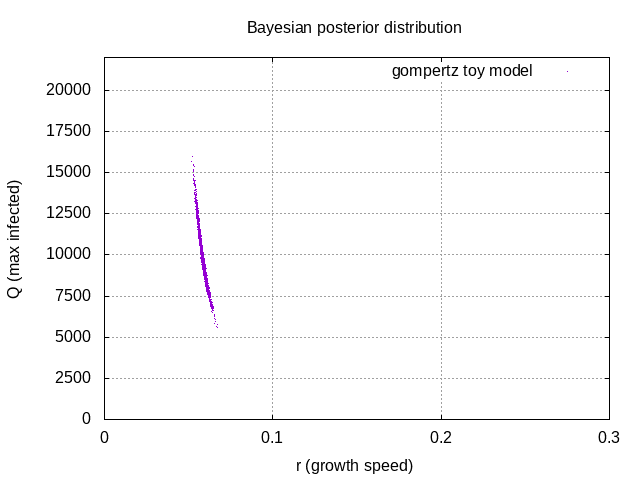 Bayesian posterior distribution
gompertz toy model
20000
17500
15000
12500
10000
7500
5000
2500
0
Q (max infected)
0 0.1 0.2 0.3
r (growth speed)